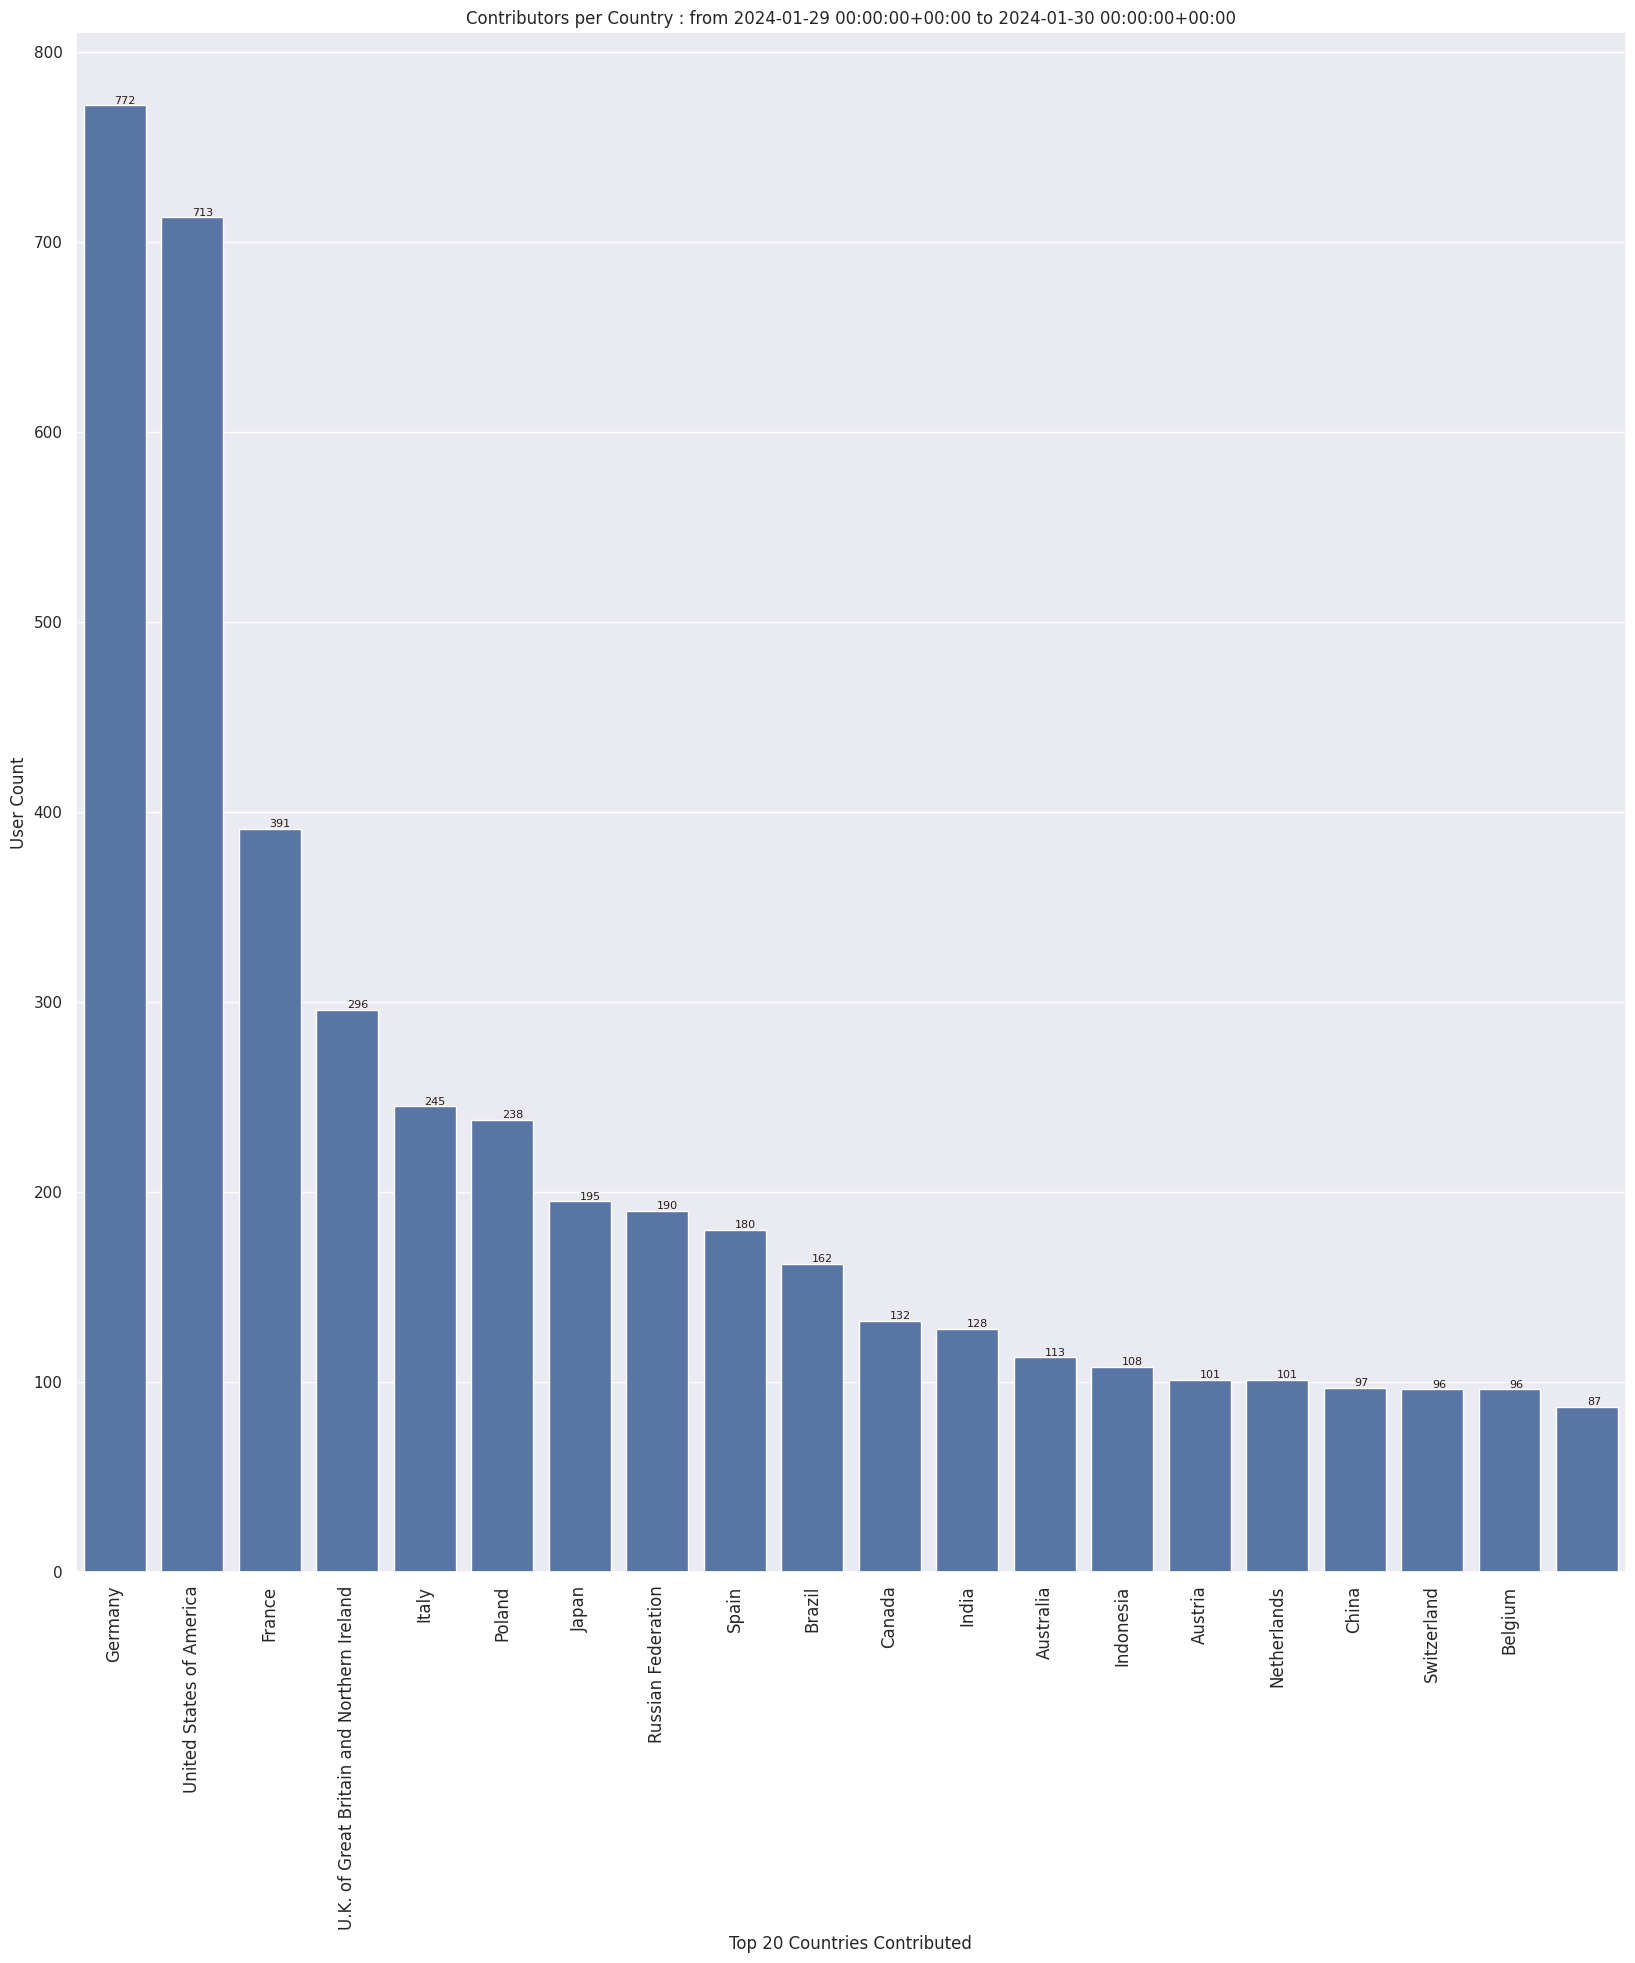 Contributors per Country : from 2024-01-29 00:00:00+00:00 to 2024-01-30 00:00:00+00:00
User Count
800
700
600
500
400
300
200
100
0
772
713
391
296
245
238
195
190
180
162
132
128
113
108
101
101
97
96
96
87
Germany
United States of America
France
U.K. of Great Britain and Northern Ireland
Italy
Poland
Japan
Russian Federation
Spain
Brazil
Canada
India
Australia
Indonesia
Austria
Netherlands
China
Switzerland
Belgium
Top 20 Countries Contributed